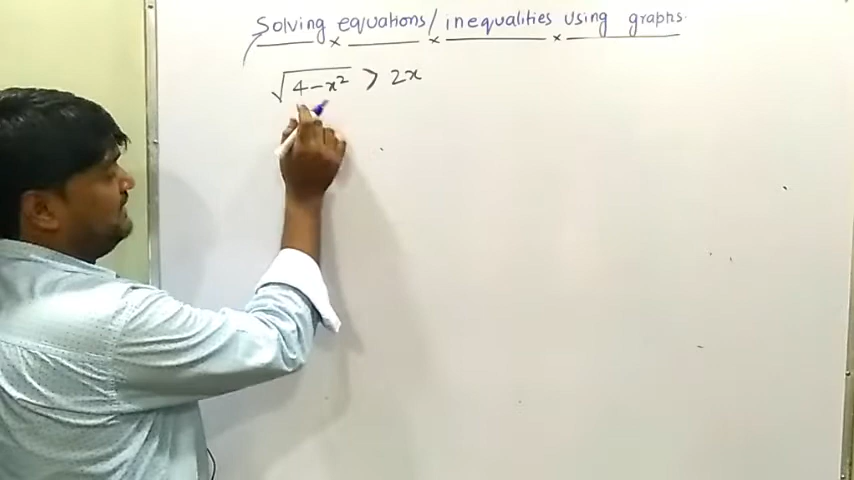 Solving equations/inequalities using graphs.
√4-x² > 2x